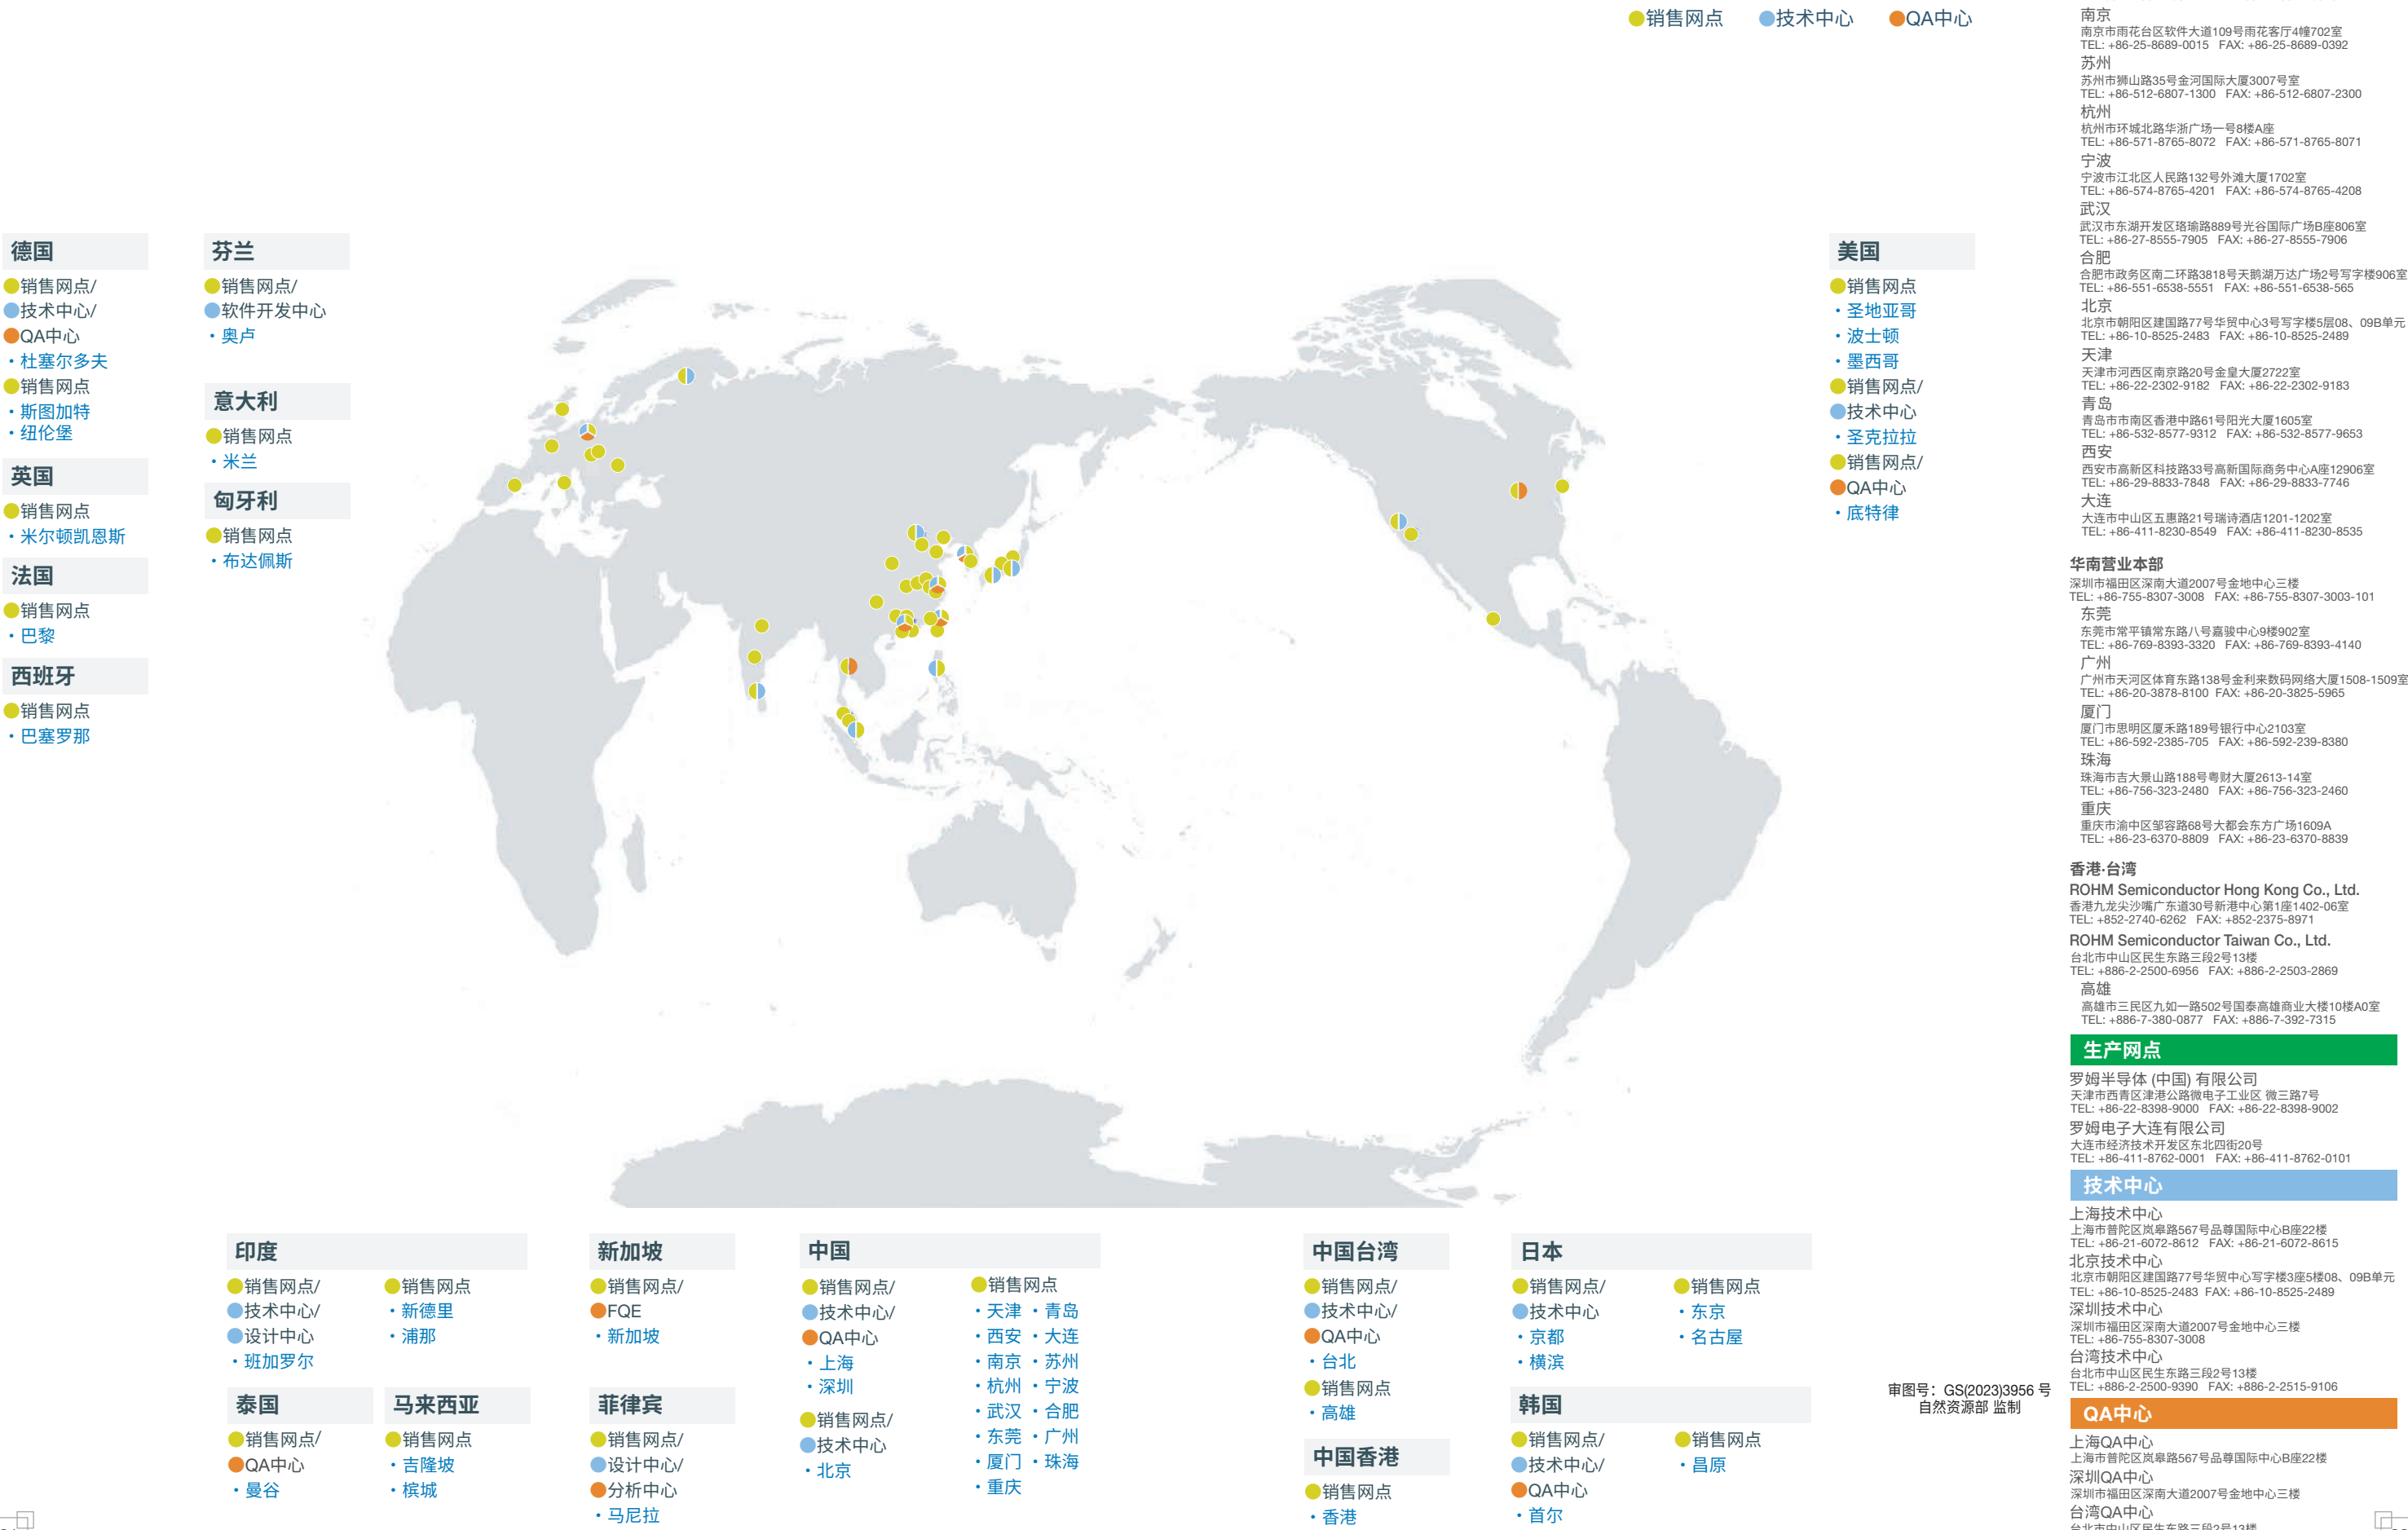 ●销售网点 ●技术中心 ●QA中心
德国
●销售网点/
●技术中心/
●QA中心
・杜塞尔多夫
●销售网点
・斯图加特
・纽伦堡
英国
●销售网点
・米尔顿凯恩斯
法国
●销售网点
・巴黎
西班牙
●销售网点
・巴塞罗那
芬兰
●销售网点/
●软件开发中心
・奥卢
意大利
●销售网点
・米兰
匈牙利
●销售网点
・布达佩斯
美国
●销售网点
・圣地亚哥
・波士顿
・墨西哥
●销售网点/
●技术中心
・圣克拉拉
●销售网点/
●QA中心
・底特律
印度
●销售网点/
●技术中心/
●设计中心
・班加罗尔
●销售网点
・新德里
・浦那
泰国
●销售网点/
●QA中心
・曼谷
马来西亚
●销售网点
・吉隆坡
・槟城
新加坡
●销售网点/
●FQE
・新加坡
菲律宾
●销售网点/
●设计中心/
●分析中心
・马尼拉
中国
●销售网点/
●技术中心/
●QA中心
・上海
・深圳
●销售网点/
●技术中心
・北京
●销售网点
・天津 ・青岛
・西安 ・大连
・南京 ・苏州
・杭州 ・宁波
・武汉 ・合肥
・东莞 ・广州
・厦门 ・珠海
・重庆
中国台湾
●销售网点/
●技术中心/
●QA中心
・台北
●销售网点
・高雄
中国香港
●销售网点
・香港
日本
●销售网点/
●技术中心
・京都
・横滨
●销售网点
・东京
・名古屋
韩国
●销售网点/
●技术中心/
●QA中心
・首尔
●销售网点
・昌原
审图号：GS(2023)3956 号
自然资源部 监制
南京
南京市雨花台区软件大道109号雨花客厅4幢702室
TEL: +86-25-8689-0015 FAX: +86-25-8689-0392
苏州
苏州市狮山路35号金河国际大厦3007号室
TEL: +86-512-6807-1300 FAX: +86-512-6807-2300
杭州
杭州市环城北路华浙广场一号8楼A座
TEL: +86-571-8765-8072 FAX: +86-571-8765-8071
宁波
宁波市江北区人民路132号外滩大厦1702室
TEL: +86-574-8765-4201 FAX: +86-574-8765-4208
武汉
武汉市东湖开发区珞瑜路889号光谷国际广场B座806室
TEL: +86-27-8555-7905 FAX: +86-27-8555-7906
合肥
合肥市政务区南二环路3818号天鹅湖万达广场2号写字楼906室
TEL: +86-551-6538-5551 FAX: +86-551-6538-565
北京
北京市朝阳区建国路77号华贸中心3号写字楼5层08、09B单元
TEL: +86-10-8525-2483 FAX: +86-10-8525-2489
天津
天津市河西区南京路20号金皇大厦2722室
TEL: +86-22-2302-9182 FAX: +86-22-2302-9183
青岛
青岛市市南区香港中路61号阳光大厦1605室
TEL: +86-532-8577-9312 FAX: +86-532-8577-9653
西安
西安市高新区科技路33号高新国际商务中心A座12906室
TEL: +86-29-8833-7848 FAX: +86-29-8833-7746
大连
大连市中山区五惠路21号瑞诗酒店1201-1202室
TEL: +86-411-8230-8549 FAX: +86-411-8230-8535
华南营业本部
深圳市福田区深南大道2007号金地中心三楼
TEL: +86-755-8307-3008 FAX: +86-755-8307-3003-101
东莞
东莞市常平镇常东路八号嘉骏中心9楼902室
TEL: +86-769-8393-3320 FAX: +86-769-8393-4140
广州
广州市天河区体育东路138号金利来数码网络大厦1508-1509室
TEL: +86-20-3878-8100 FAX: +86-20-3825-5965
厦门
厦门市思明区厦禾路189号银行中心2103室
TEL: +86-592-2385-705 FAX: +86-592-239-8380
珠海
珠海市吉大景山路188号粤财大厦2613-14室
TEL: +86-756-323-2480 FAX: +86-756-323-2460
重庆
重庆市渝中区邹容路68号大都会东方广场1609A
TEL: +86-23-6370-8809 FAX: +86-23-6370-8839
香港·台湾
ROHM Semiconductor Hong Kong Co., Ltd.
香港九龙尖沙嘴广东道30号新港中心第1座1402-06室
TEL: +852-2740-6262 FAX: +852-2375-8971
ROHM Semiconductor Taiwan Co., Ltd.
台北市中山区民生东路三段2号13楼
TEL: +886-2-2500-6956 FAX: +886-2-2503-2869
高雄
高雄市三民区九如一路502号国泰高雄商业大楼10楼A0室
TEL: +886-7-380-0877 FAX: +886-7-392-7315
生产网点
罗姆半导体 (中国) 有限公司
天津市西青区津港公路微电子工业区 微三路7号
TEL: +86-22-8398-9000 FAX: +86-22-8398-9002
罗姆电子大连有限公司
大连市经济技术开发区东北四街20号
TEL: +86-411-8762-0001 FAX: +86-411-8762-0101
技术中心
上海技术中心
上海市普陀区岚皋路567号品尊国际中心B座22楼
TEL: +86-21-6072-8612 FAX: +86-21-6072-8615
北京技术中心
北京市朝阳区建国路77号华贸中心写字楼3座5楼08、09B单元
TEL: +86-10-8525-2483 FAX: +86-10-8525-2489
深圳技术中心
深圳市福田区深南大道2007号金地中心三楼
TEL: +86-755-8307-3008
台湾技术中心
台北市中山区民生东路三段2号13楼
TEL: +886-2-2500-9390 FAX: +886-2-2515-9106
QA中心
上海QA中心
上海市普陀区岚皋路567号品尊国际中心B座22楼
深圳QA中心
深圳市福田区深南大道2007号金地中心三楼
台湾QA中心
台北市中山区民生东路三段2号13楼